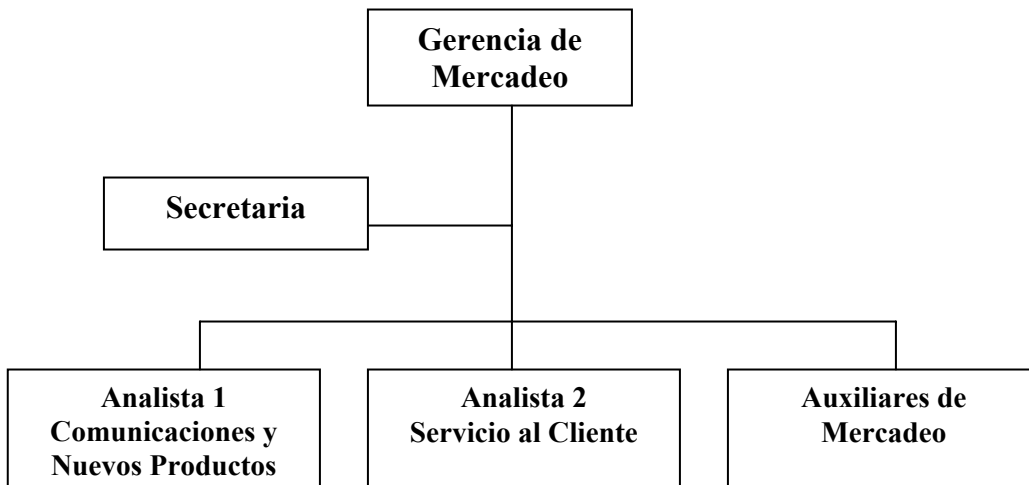 Gerencia de
Mercadeo
Secretaria
Analista 1
Comunicaciones y
Nuevos Productos
Analista 2
Servicio al Cliente
Auxiliares de
Mercadeo